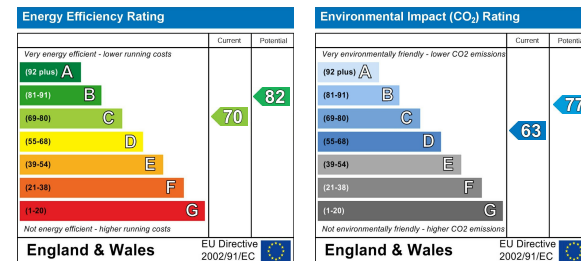 Energy Efficiency Rating
Current Potential
Very energy efficient - lower running costs
(92 plus) A
(81-91) B
(69-80) C
(55-68) D
(39-54) E
(21-38) F
(1-20) G
82
70
Not energy efficient - higher running costs
England & Wales
EU Directive
2002/91/EC
Environmental Impact (CO₂) Rating
Current Potential
Very environmentally friendly - lower CO2 emissions
(92 plus) A
(81-91) B
(69-80) C
(55-68) D
(39-54) E
(21-38) F
(1-20) G
77
63
Not environmentally friendly - higher CO2 emissions
England & Wales
EU Directive
2002/91/EC